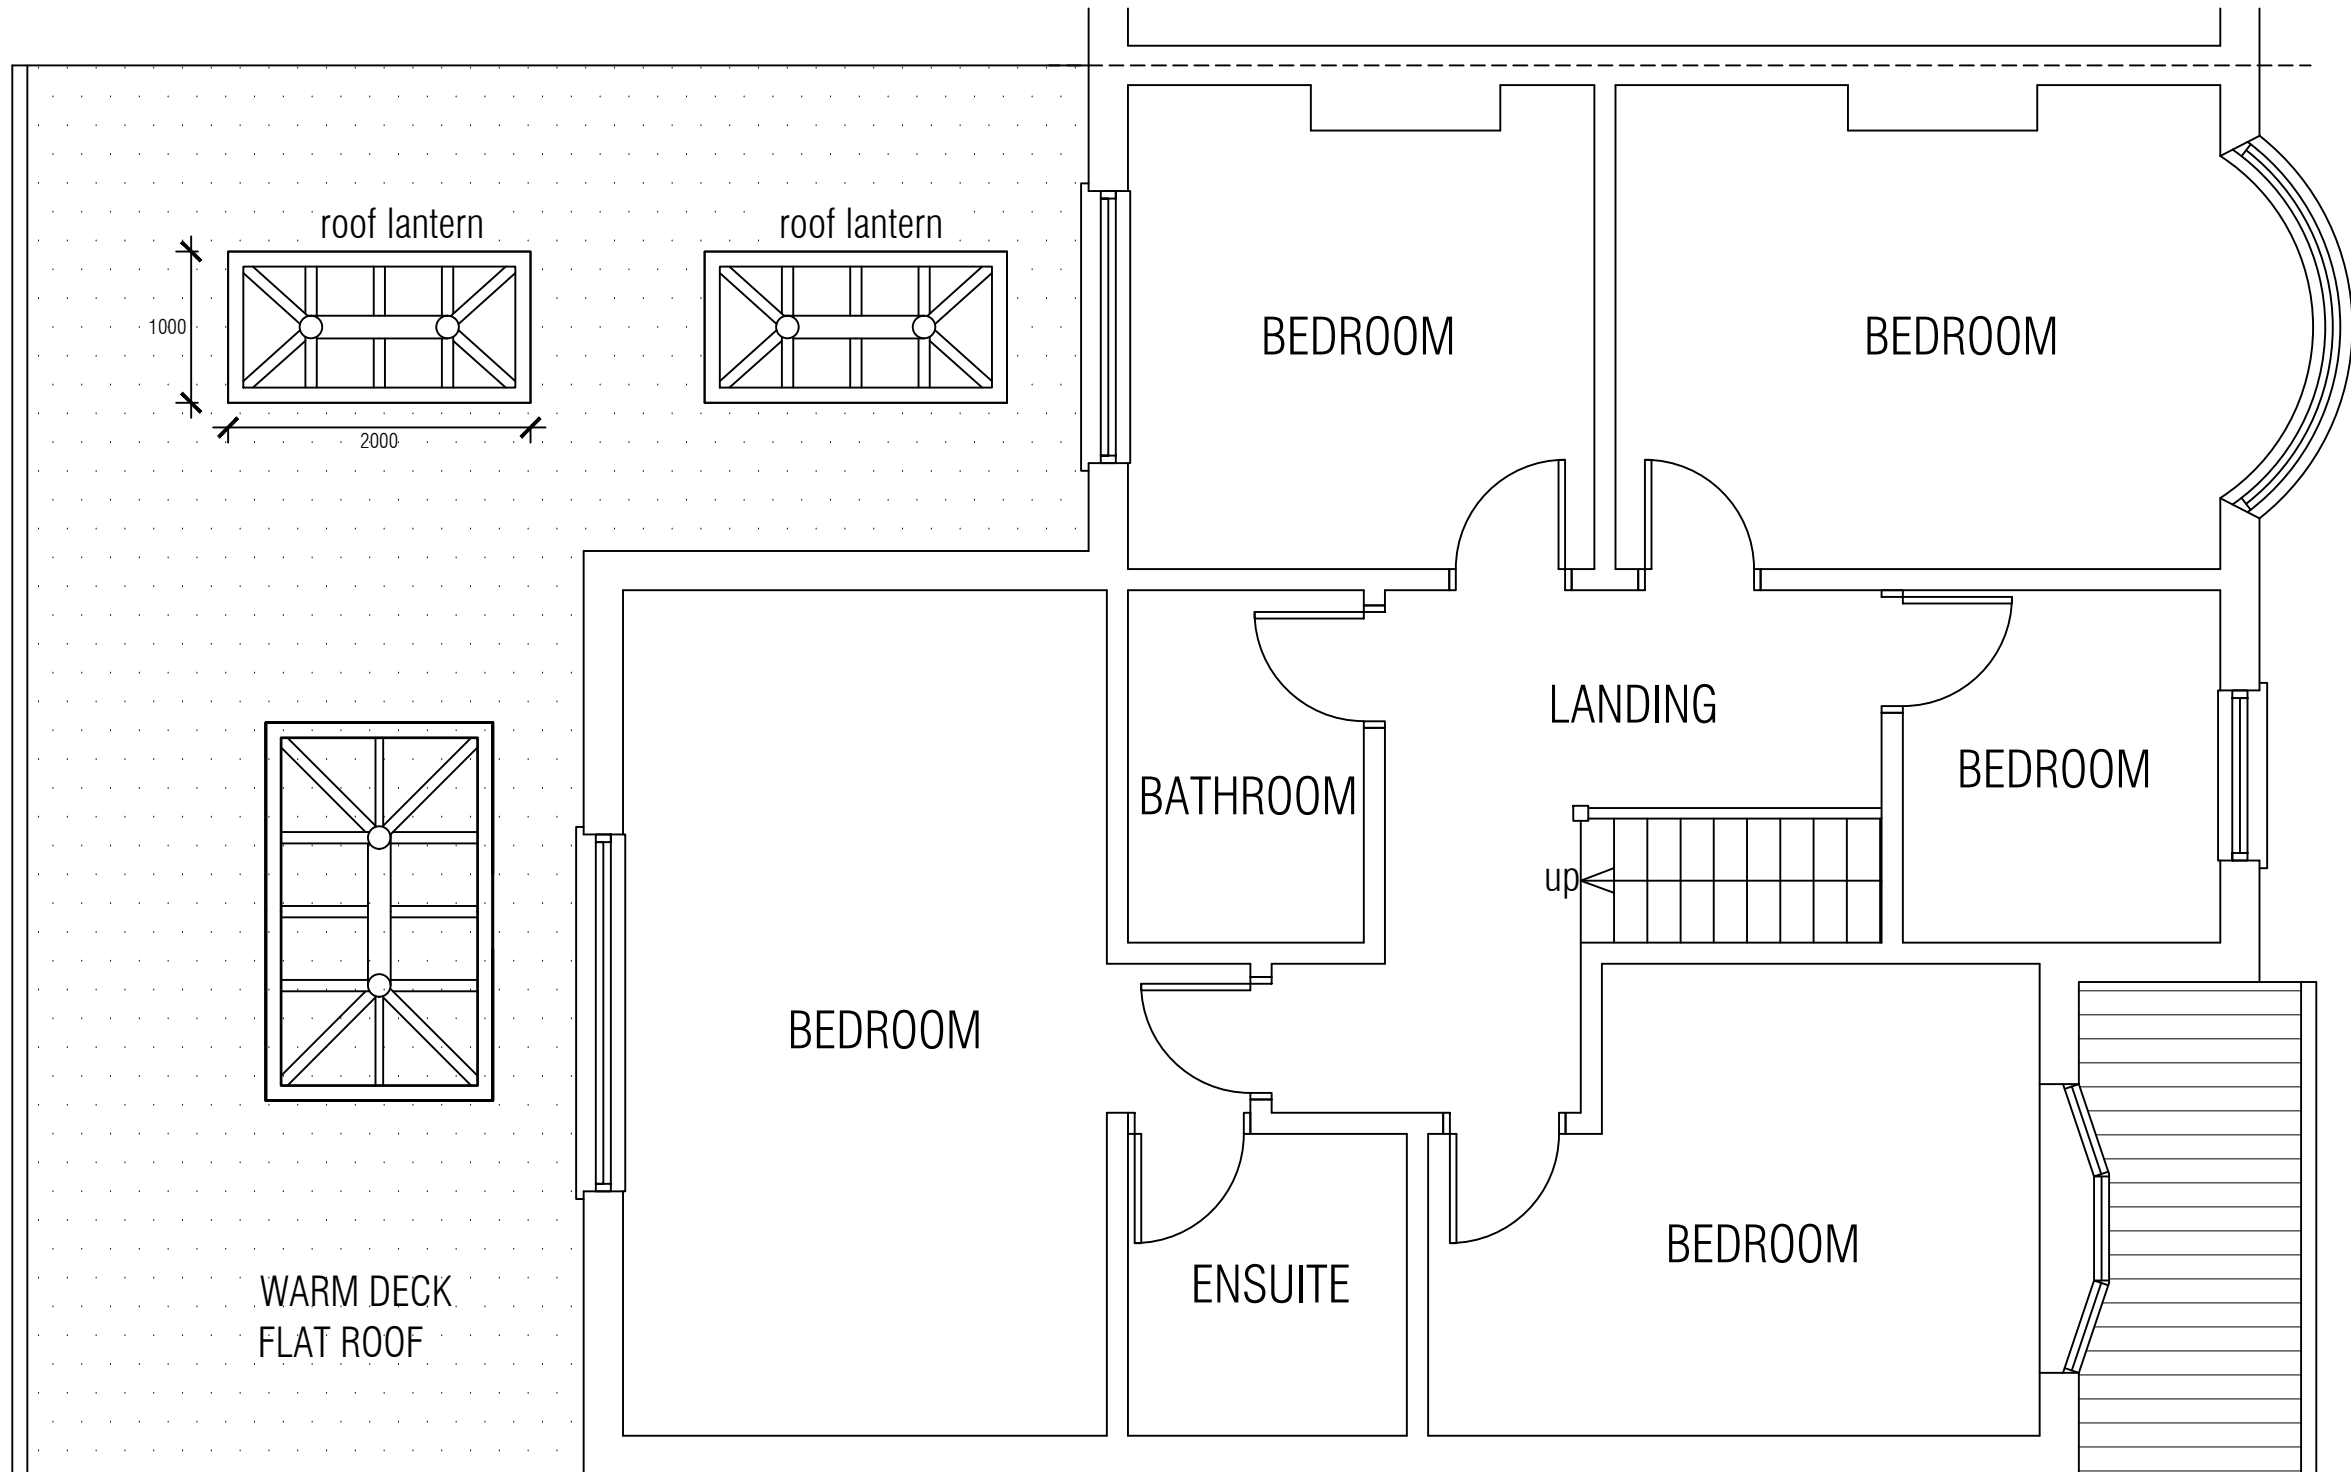 roof lantern
roof lantern
1000
2000
BEDROOM
BEDROOM
LANDING
BEDROOM
BATHROOM
up
BEDROOM
BEDROOM
ENSUITE
WARM DECK
FLAT ROOF